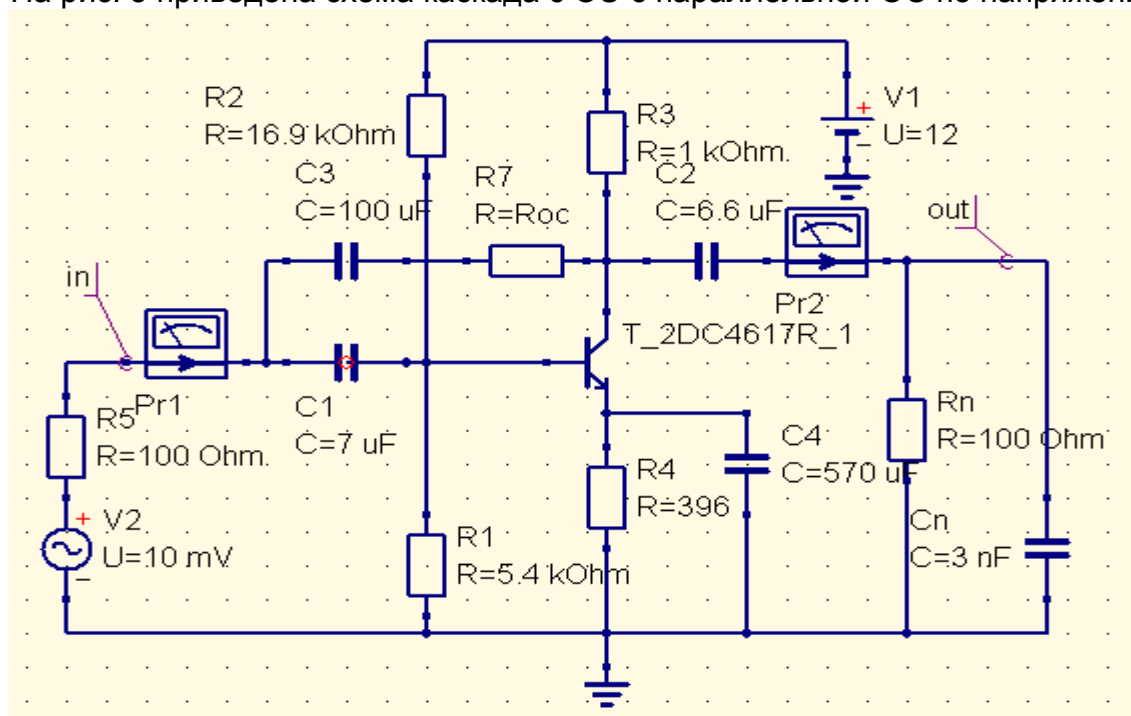 R2
R=16.9 kOhm
R3
R=1 kOhm
V1
U=12
C3
C=100 uF
R7
R=Roc
C2
C=6.6 uF
out
in
Pr2
T_2DC4617R_1
Pr1
R5
R=100 Ohm
C1
C=7 uF
Rn
R=100 Ohm
C4
C=570 uF
R4
R=396
V2
U=10 mV
R1
R=5.4 kOhm
Cn
C=3 nF